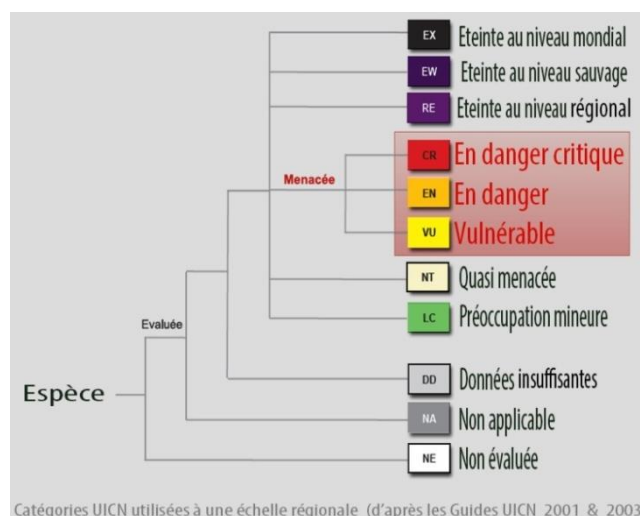 EX Eteinte au niveau mondial
EW Eteinte au niveau sauvage
RE Eteinte au niveau régional
CR En danger critique
Menacée
EN En danger
VU Vulnérable
NT Quasi menacée
LC Préoccupation mineure
Evaluée
DD Données insuffisantes
Espèce
NA Non applicable
NE Non évaluée
Catégories UICN utilisées à une échelle régionale (d'après les Guides UICN 2001 & 2003